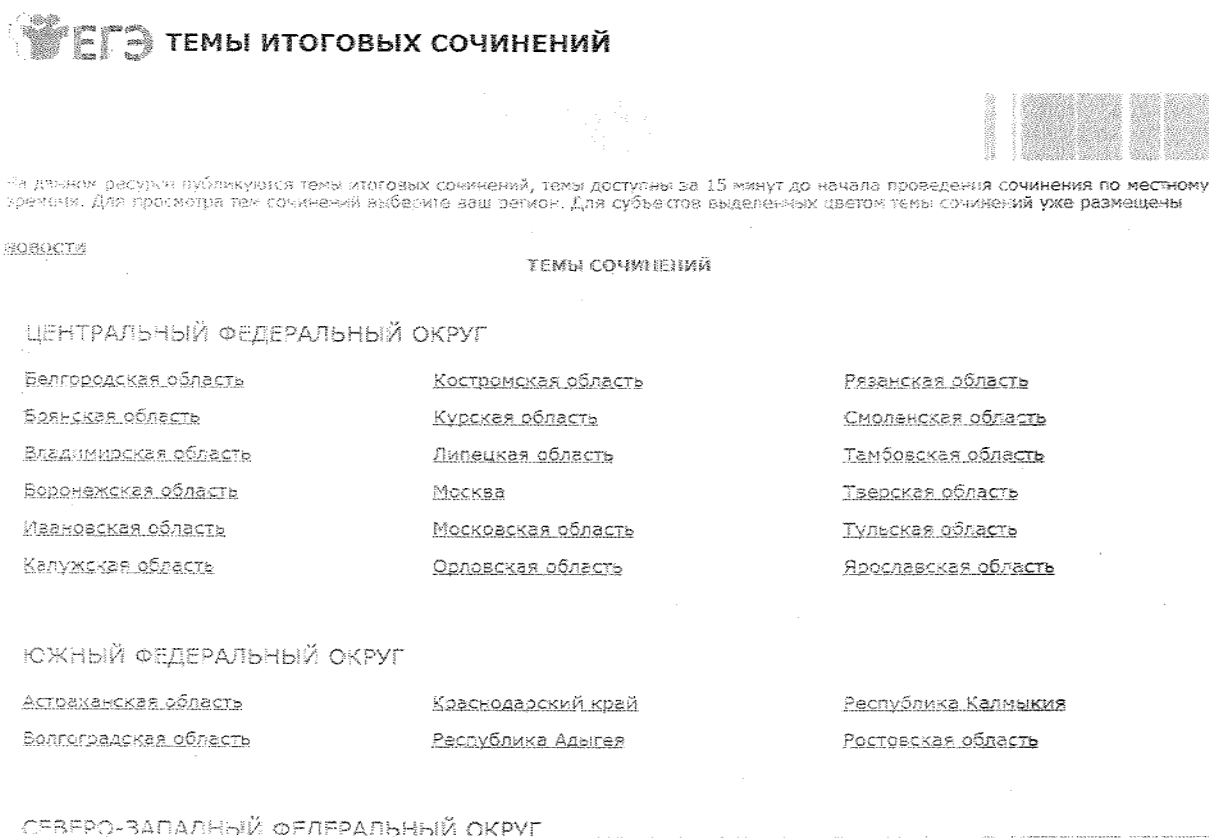 ЕГЭ ТЕМЫ ИТОГОВЫХ СОЧИНЕНИЙ
На данном ресурсе публикуются темы итоговых сочинений, темы доступны за 15 минут до начала проведения сочинения по местному
времени. Для просмотра тем сочинений выберите ваш регион. Для субъектов выделенных цветом темы сочинений уже размещены
новости
ТЕМЫ СОЧИНЕНИЙ
ЦЕНТРАЛЬНЫЙ ФЕДЕРАЛЬНЫЙ ОКРУГ
Белгородская область Костромская область Рязанская область
Брянская область Курская область Смоленская область
Владимирская область Липецкая область Тамбовская область
Воронежская область Москва Тверская область
Ивановская область Московская область Тульская область
Калужская область Орловская область Ярославская область
ЮЖНЫЙ ФЕДЕРАЛЬНЫЙ ОКРУГ
Астраханская область Краснодарский край Республика Калмыкия
Волгоградская область Республика Адыгея Ростовская область
СЕВЕРО-ЗАПАДНЫЙ ФЕДЕРАЛЬНЫЙ ОКРУГ